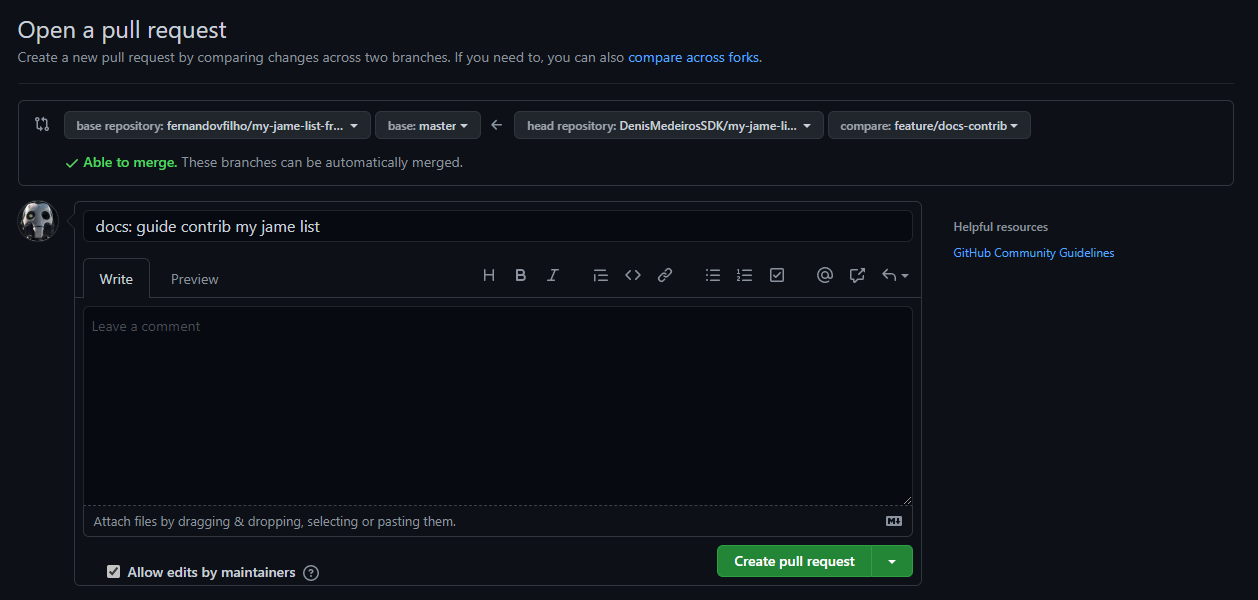 Open a pull request
Create a new pull request by comparing changes across two branches. If you need to, you can also compare across forks.
base repository: fernandovfilho/my-jame-list-fr... base: master head repository: DenisMedeirosSDK/my-jame-li... compare: feature/docs-contrib
Able to merge. These branches can be automatically merged.
docs: guide contrib my jame list
Helpful resources
GitHub Community Guidelines
Write Preview
Leave a comment
Attach files by dragging & dropping, selecting or pasting them.
Create pull request
Allow edits by maintainers